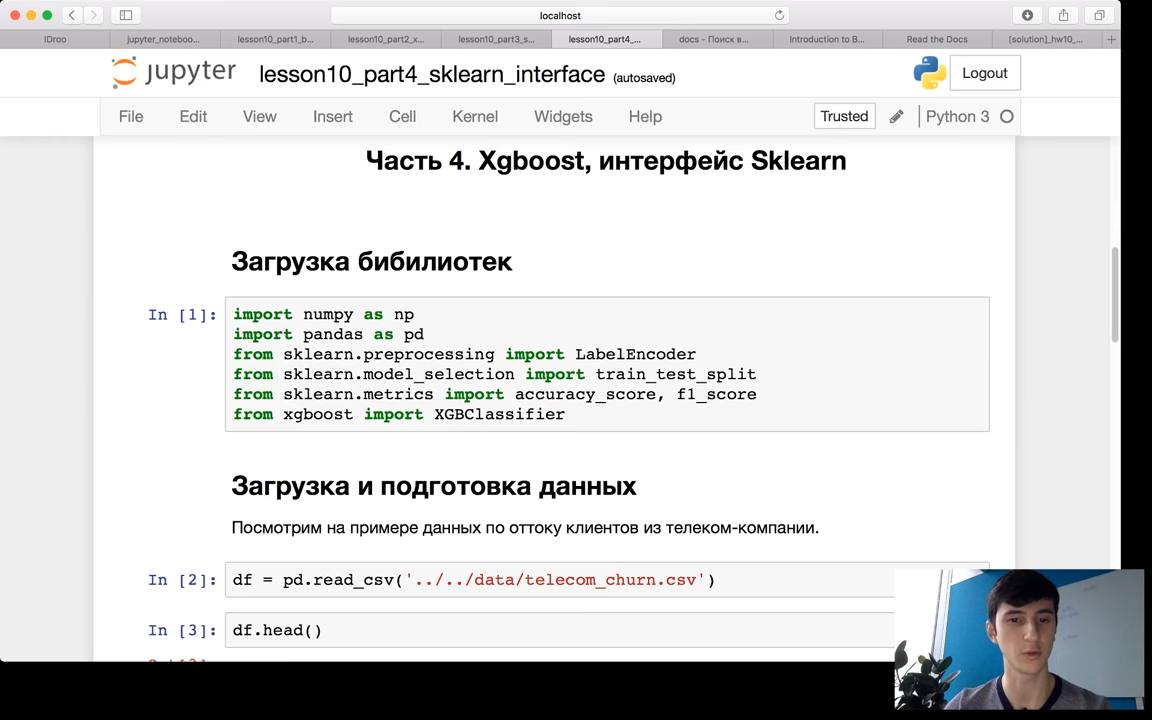 localhost
IDroo
jupyter_noteboo...
lesson10_part1_b...
lesson10_part2_x...
lesson10_part3_s...
lesson10_part4_...
docs - Поиск в...
Introduction to B...
Read the Docs
[solution]_hw10_...
jupyter lesson10_part4_sklearn_interface (autosaved)
Logout
File Edit View Insert Cell Kernel Widgets Help
Trusted
Python 3
Часть 4. Xgboost, интерфейс Sklearn
Загрузка бибилиотек
In [1]: import numpy as np
import pandas as pd
from sklearn.preprocessing import LabelEncoder
from sklearn.model_selection import train_test_split
from sklearn.metrics import accuracy_score, f1_score
from xgboost import XGBClassifier
Загрузка и подготовка данных
Посмотрим на примере данных по оттоку клиентов из телеком-компании.
In [2]: df = pd.read_csv('../../data/telecom_churn.csv')
In [3]: df.head()